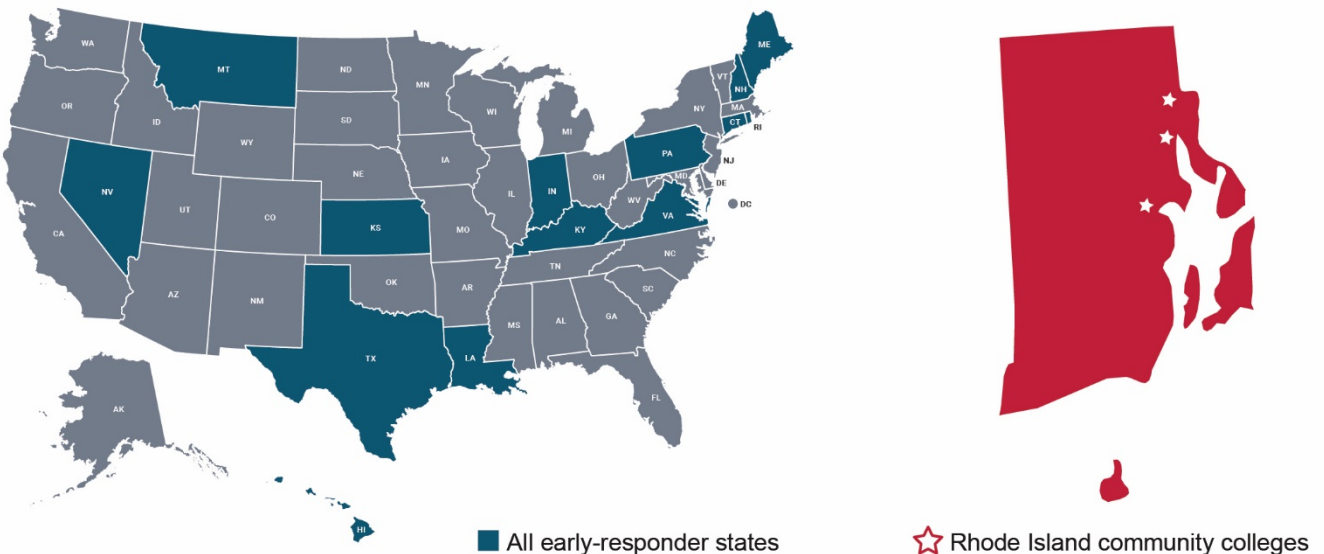 WA
MT
ND
MN
ME
OR
ID
SD
WI
MI
VT
NH
NY
MA
CT
RI
WY
IA
NE
PA
NJ
NV
UT
CO
IL
IN
OH
MD
DE
DC
WV
VA
CA
KS
MO
KY
NC
TN
AZ
NM
OK
AR
SC
MS
AL
GA
TX
LA
FL
AK
HI
All early-responder states
Rhode Island community colleges